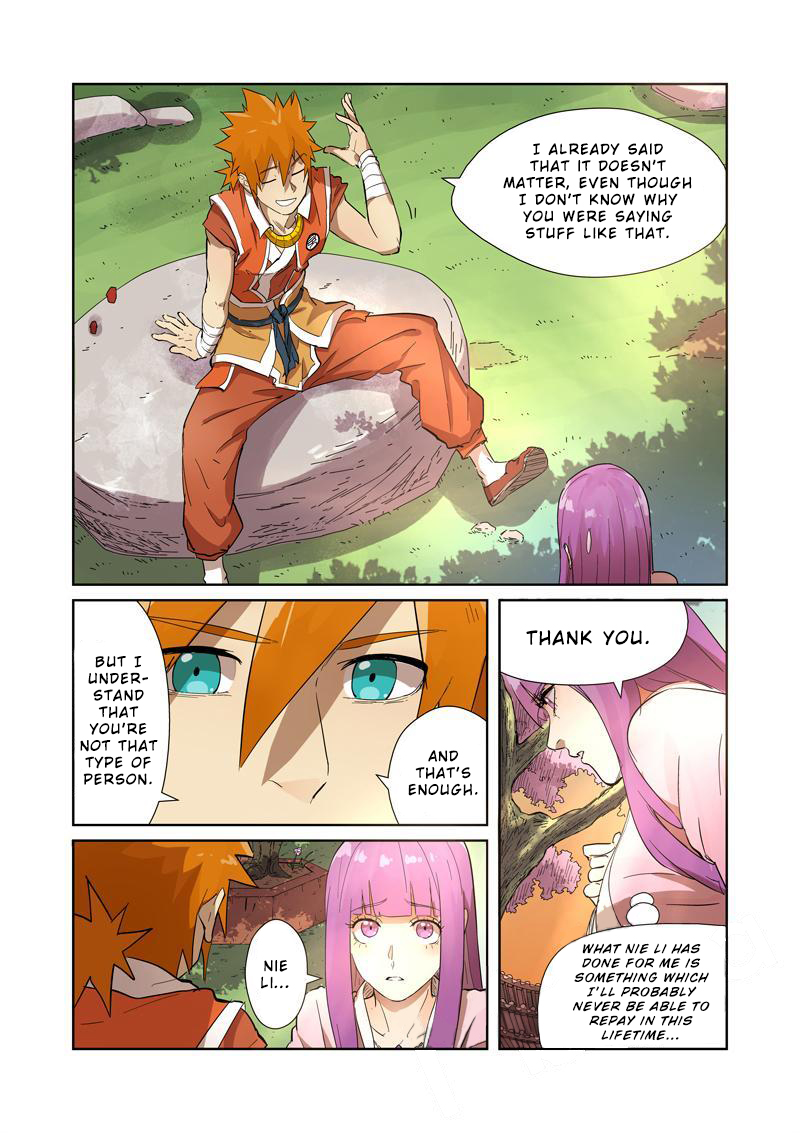 I ALREADY SAID
THAT IT DOESN'T
MATTER, EVEN THOUGH
I DON'T KNOW WHY
YOU WERE SAYING
STUFF LIKE THAT.
BUT I
UNDER-
STAND
THAT
YOU'RE
NOT THAT
TYPE OF
PERSON.
AND
THAT'S
ENOUGH.
THANK YOU.
NIE
LI...
WHAT NIE LI HAS
DONE FOR ME IS
SOMETHING WHICH
I'LL PROBABLY
NEVER BE ABLE TO
REPAY IN THIS
LIFETIME...